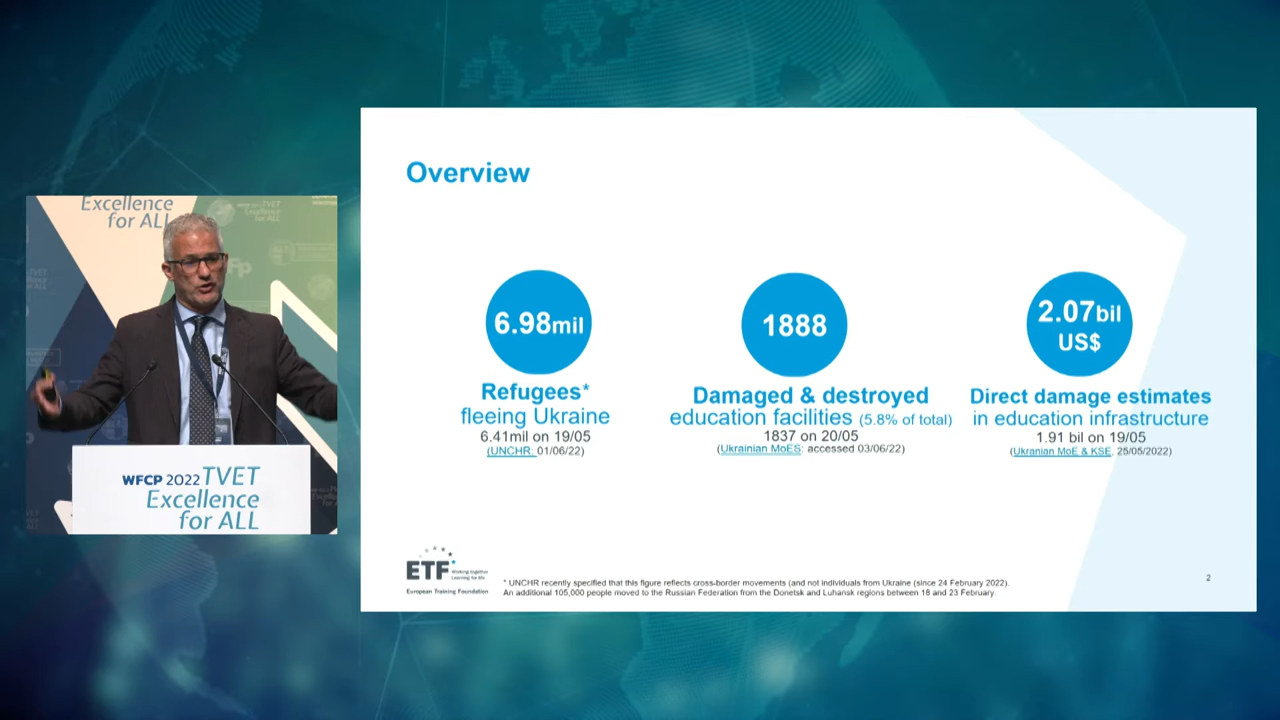 Excellence
for ALL
WFCP 2022 TVET
Excellence
for ALL
Overview
6.98mil
Refugees*
fleeing Ukraine
6.41mil on 19/05
(UNCHR: 01/06/22)
1888
Damaged & destroyed
education facilities (5.8% of total)
1837 on 20/05
(Ukrainian MoES: accessed 03/06/22)
2.07bil
US$
Direct damage estimates
in education infrastructure
1.91 bil on 19/05
(Ukranian MoE & KSE, 25/05/2022)
ETF
Working together
Learning for life
European Training Foundation
* UNCHR recently specified that this figure reflects cross-border movements (and not individuals from Ukraine (since 24 February 2022).
An additional 105,000 people moved to the Russian Federation from the Donetsk and Luhansk regions between 18 and 23 February.
2